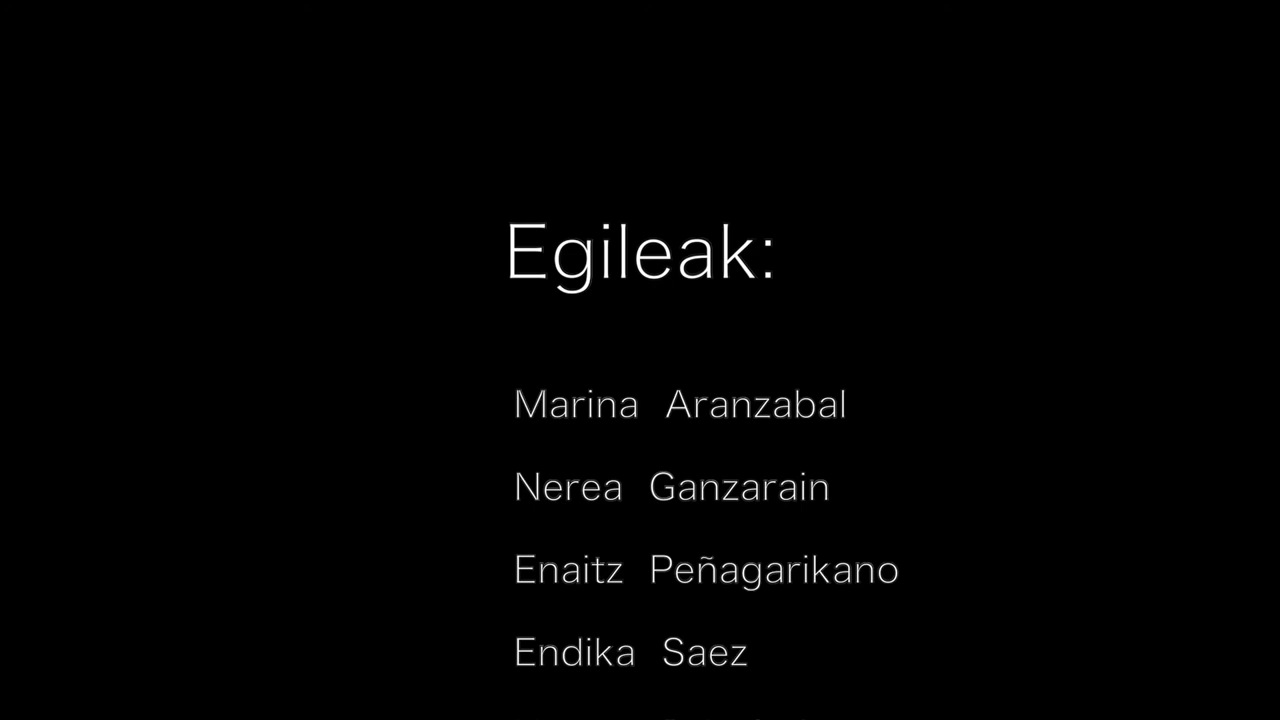 Egileak:
Marina Aranzabal
Nerea Ganzarain
Enaitz Peñagarikano
Endika Saez